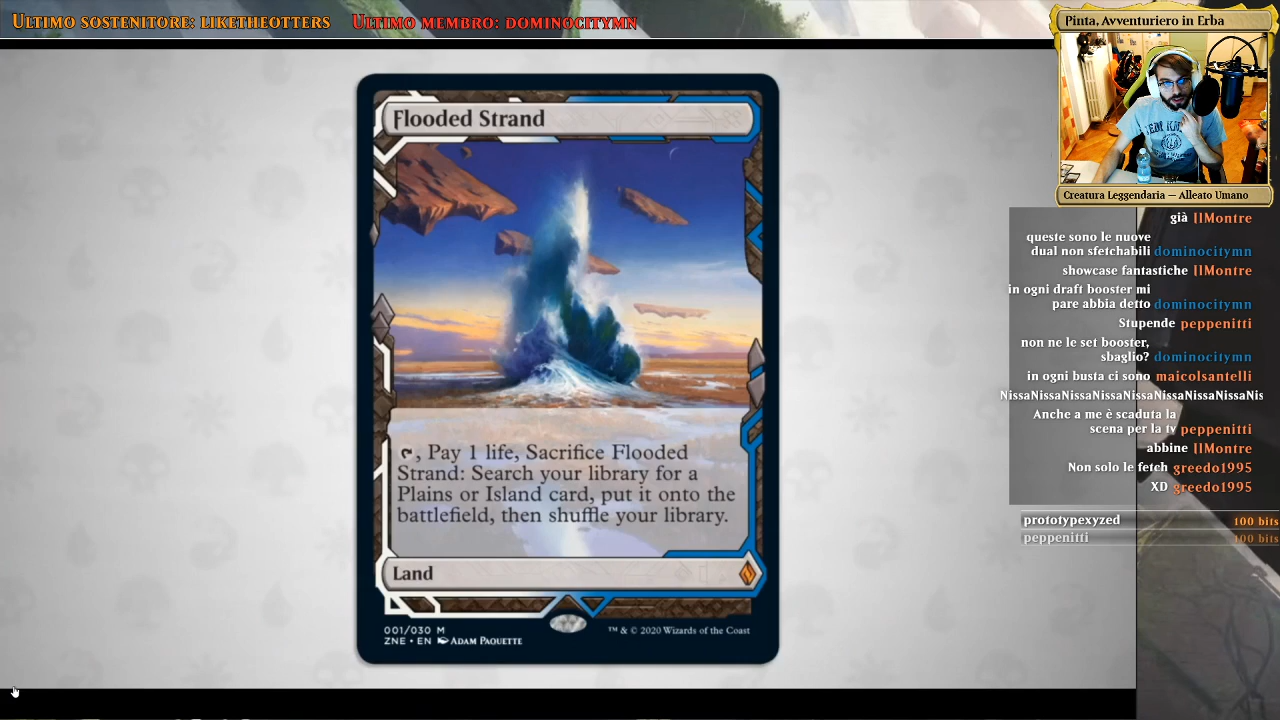 Ultimo sostenitore: liketheotters Ultimo membro: dominocitymn
Pinta, Avventuriero in Erba
Creatura Leggendaria — Alleato Umano
Flooded Strand
, Pay 1 life, Sacrifice Flooded
Strand: Search your library for a
Plains or Island card, put it onto the
battlefield, then shuffle your library.
Land
001/030 M
ZNE • EN Adam Paquette
™ & © 2020 Wizards of the Coast
già IlMontre
queste sono le nuove
dual non sfetchabili dominocitymn
showcase fantastiche IlMontre
in ogni draft booster mi
pare abbia detto dominocitymn
Stupende peppenitti
non ne le set booster,
sbaglio? dominocitymn
in ogni busta ci sono maicolsantelli
NissaNissaNissaNissaNissaNissaNissaNissaNis
Anche a me è scaduta la
scena per la tv peppenitti
abbine IlMontre
Non solo le fetch greedo1995
XD greedo1995
prototypexyzed 100 bits
peppenitti 100 bits